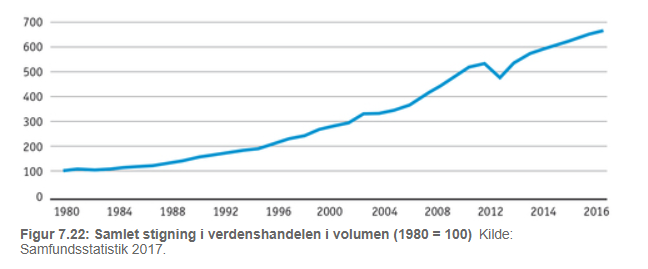 700
600
500
400
300
200
100
0
1980 1984 1988 1992 1996 2000 2004 2008 2012 2014 2016
Figur 7.22: Samlet stigning i verdenshandelen i volumen (1980 = 100) Kilde:
Samfundsstatistik 2017.